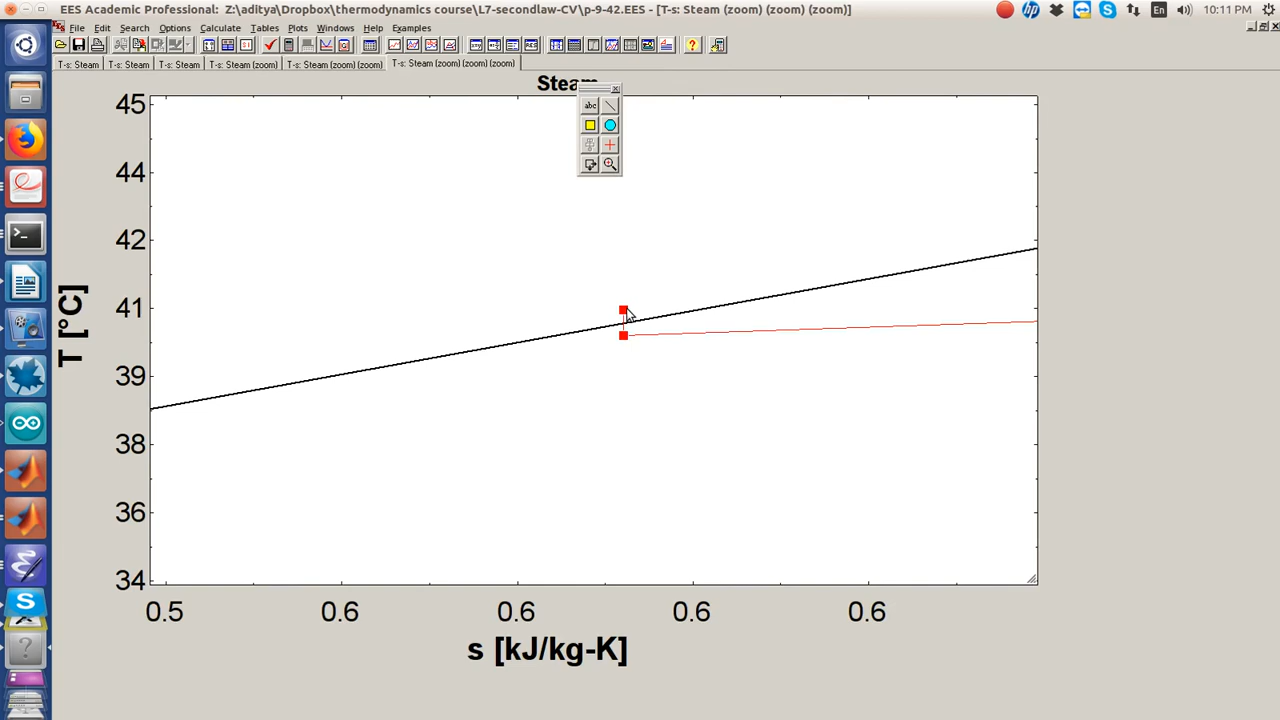 EES Academic Professional: Z:\aditya\Dropbox\thermodynamics course\L7-secondlaw-CV\p-9-42.EES - [T-s: Steam (zoom) (zoom) (zoom)]
En
10:11 PM
File Edit Search Options Calculate Tables Plots Windows Help Examples
T-s: Steam T-s: Steam T-s: Steam T-s: Steam (zoom) T-s: Steam (zoom) (zoom) T-s: Steam (zoom) (zoom) (zoom)
abc
45
44
42
41
39
38
36
34
T [°C]
0.5 0.6 0.6 0.6 0.6
s [kJ/kg-K]